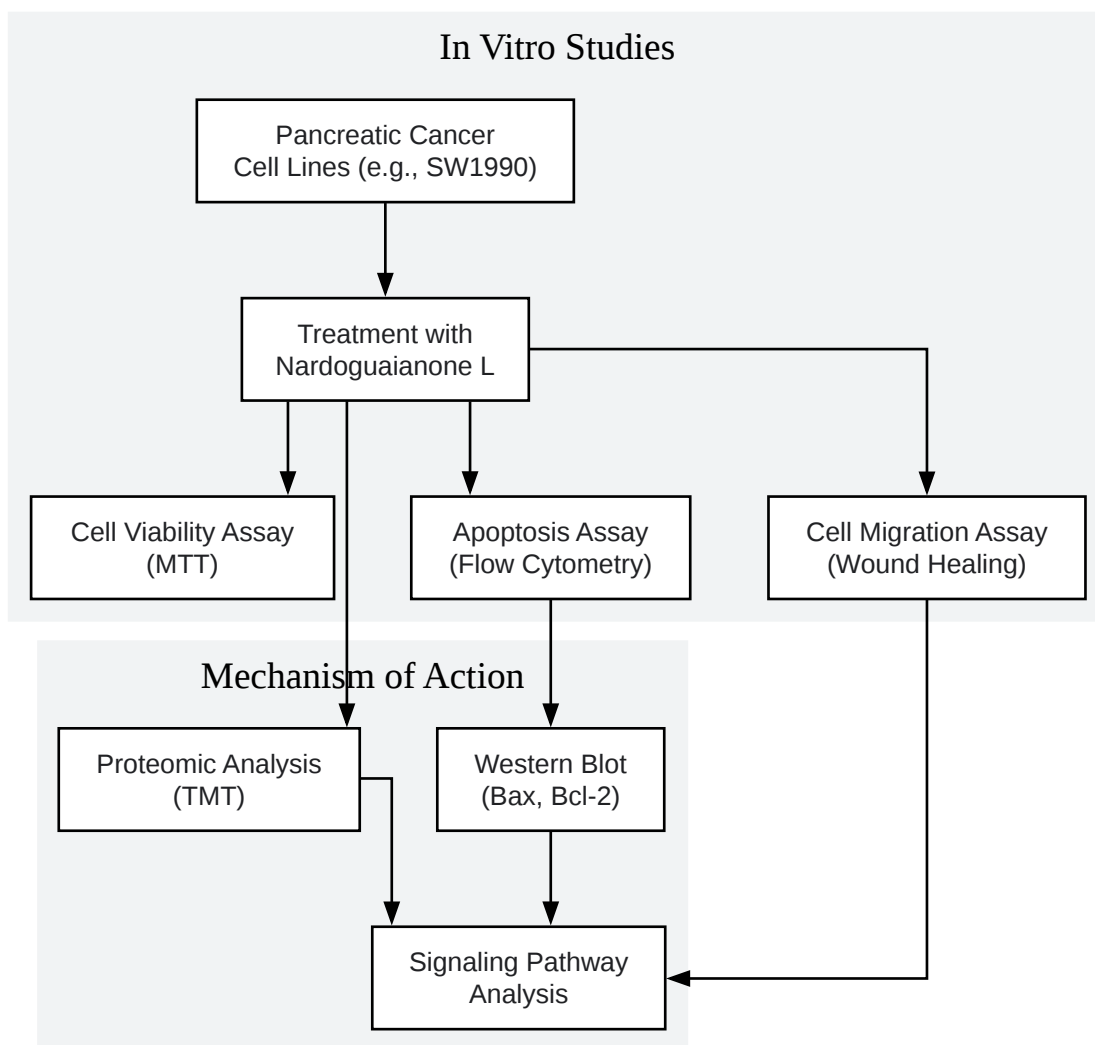 In Vitro Studies
Pancreatic Cancer
Cell Lines (e.g., SW1990)
Treatment with
Nardoguaianone L
Cell Viability Assay
(MTT)
Apoptosis Assay
(Flow Cytometry)
Cell Migration Assay
(Wound Healing)
Mechanism of Action
Proteomic Analysis
(TMT)
Western Blot
(Bax, Bcl-2)
Signaling Pathway
Analysis